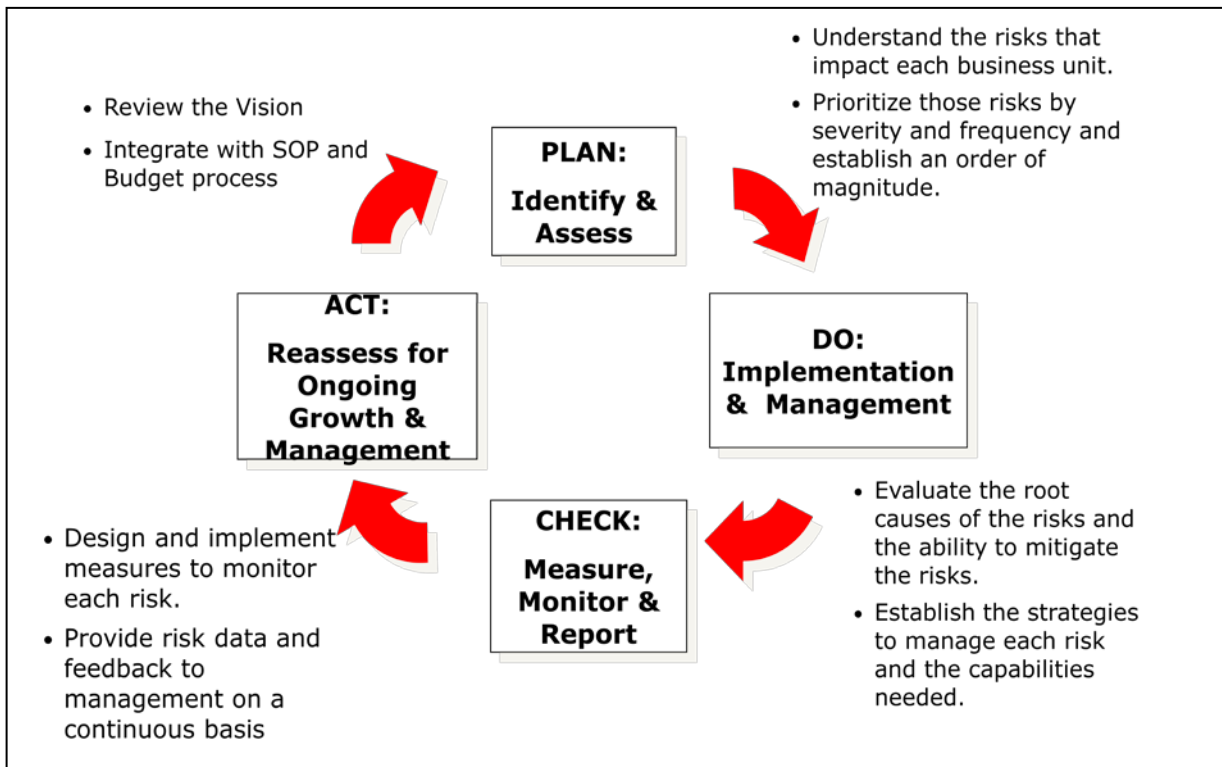 • Understand the risks that
impact each business unit.
• Prioritize those risks by
severity and frequency and
establish an order of
magnitude.
• Review the Vision
• Integrate with SOP and
Budget process
PLAN:
Identify &
Assess
ACT:
Reassess for
Ongoing
Growth &
Management
DO:
Implementation
& Management
CHECK:
Measure,
Monitor &
Report
• Evaluate the root
causes of the risks and
the ability to mitigate
the risks.
• Establish the strategies
to manage each risk
and the capabilities
needed.
• Design and implement
measures to monitor
each risk.
• Provide risk data and
feedback to
management on a
continuous basis